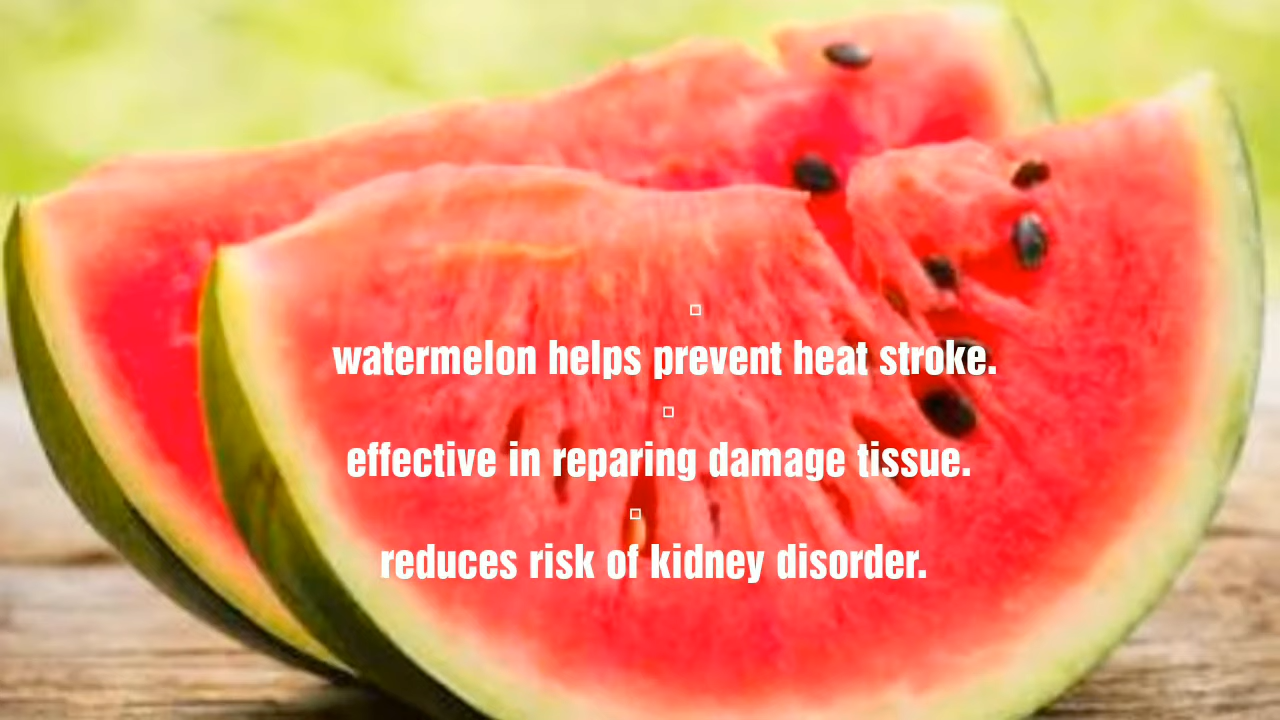 watermelon helps prevent heat stroke.
effective in reparing damage tissue.
reduces risk of kidney disorder.